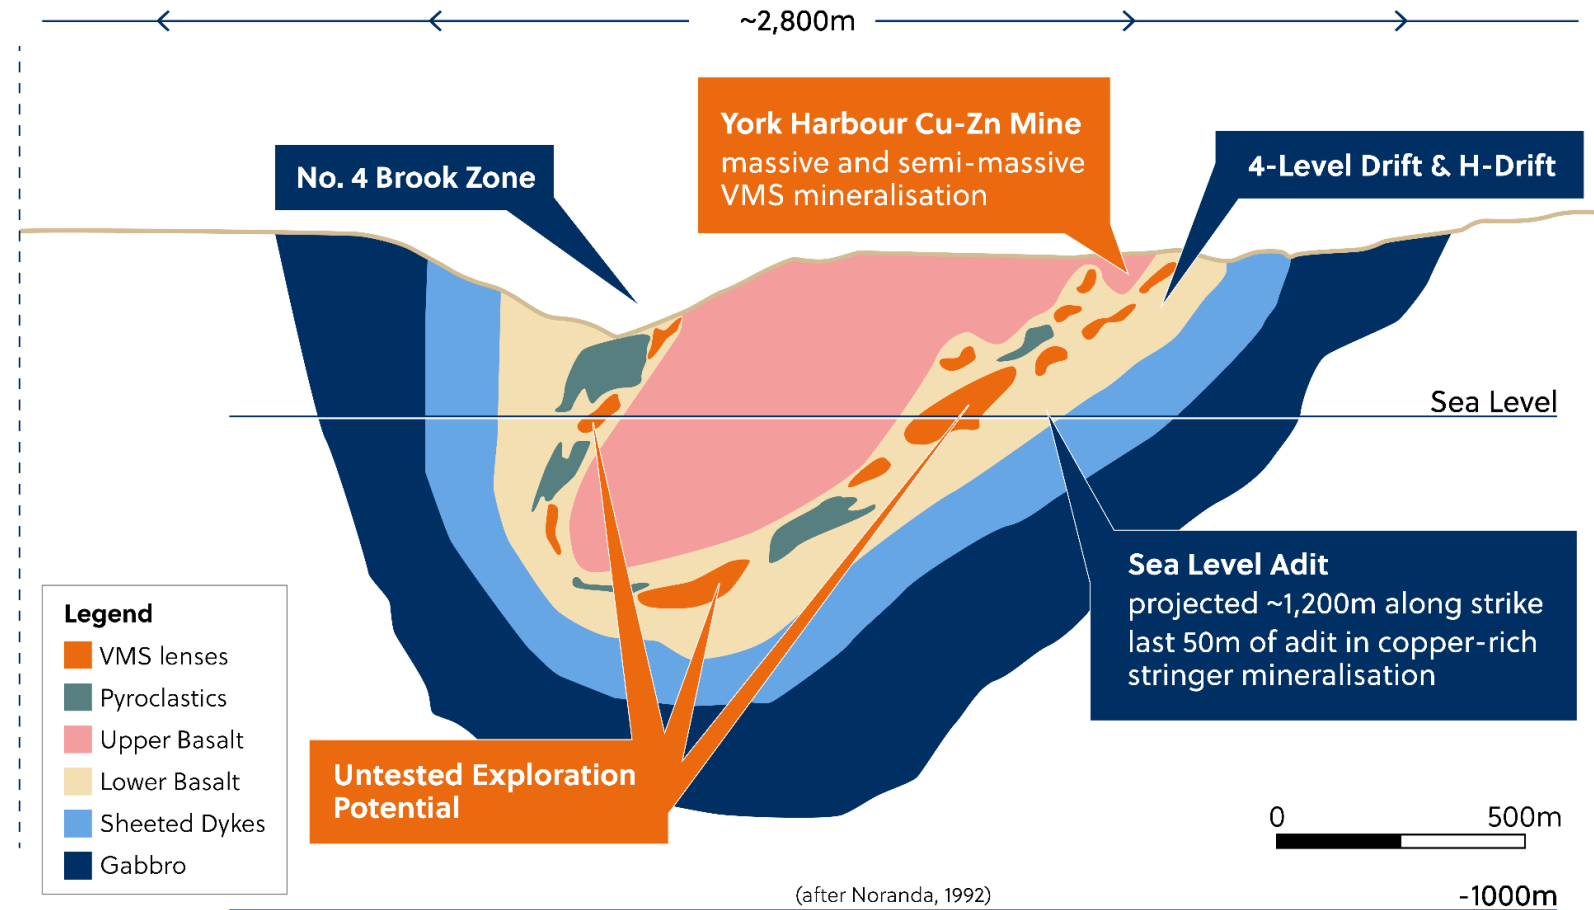 ~2,800m
York Harbour Cu-Zn Mine
massive and semi-massive
VMS mineralisation
No. 4 Brook Zone
4-Level Drift & H-Drift
Sea Level
Sea Level Adit
projected ~1,200m along strike
last 50m of adit in copper-rich
stringer mineralisation
Legend
VMS lenses
Pyroclastics
Upper Basalt
Lower Basalt
Sheeted Dykes
Gabbro
Untested Exploration
Potential
0 500m
(after Noranda, 1992)
-1000m